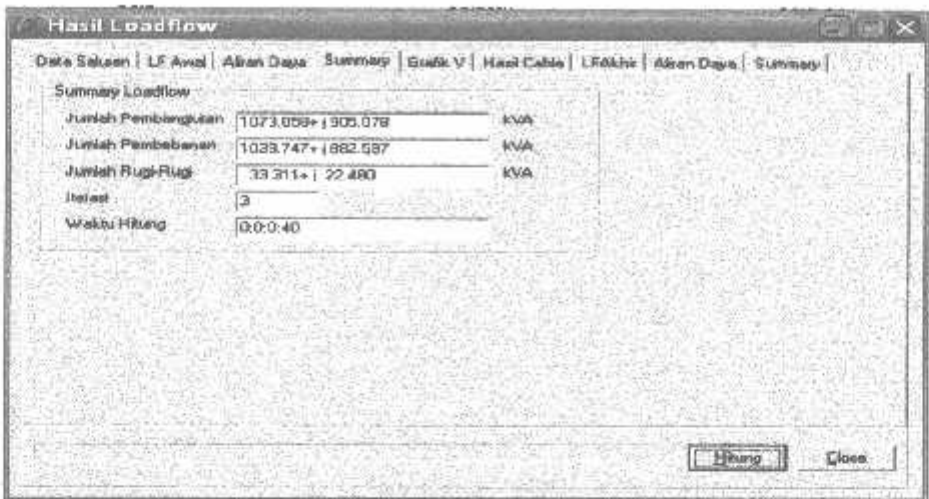 Hasil Loadflow
Data Saluran | LF Awal | Aliran Daya | Summary | Grafik V | Hasil Cable | LFAkhir | Aliran Daya | Summary |
Summary Loadflow
Jumlah Pembangkitan 1073.058+ j 905.078 KVA
Jumlah Pembebanan 1039.747+ j 882.597 KVA
Jumlah Rugi-Rugi 33.311+ j 22.480 KVA
Iterasi 3
Waktu Hitung 0:0:0:40
Hitung Close